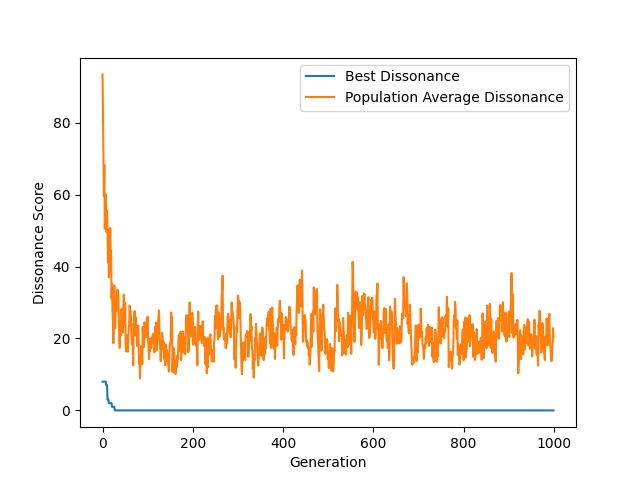 Best Dissonance
Population Average Dissonance
80
60
40
20
0
Dissonance Score
0 200 400 600 800 1000
Generation